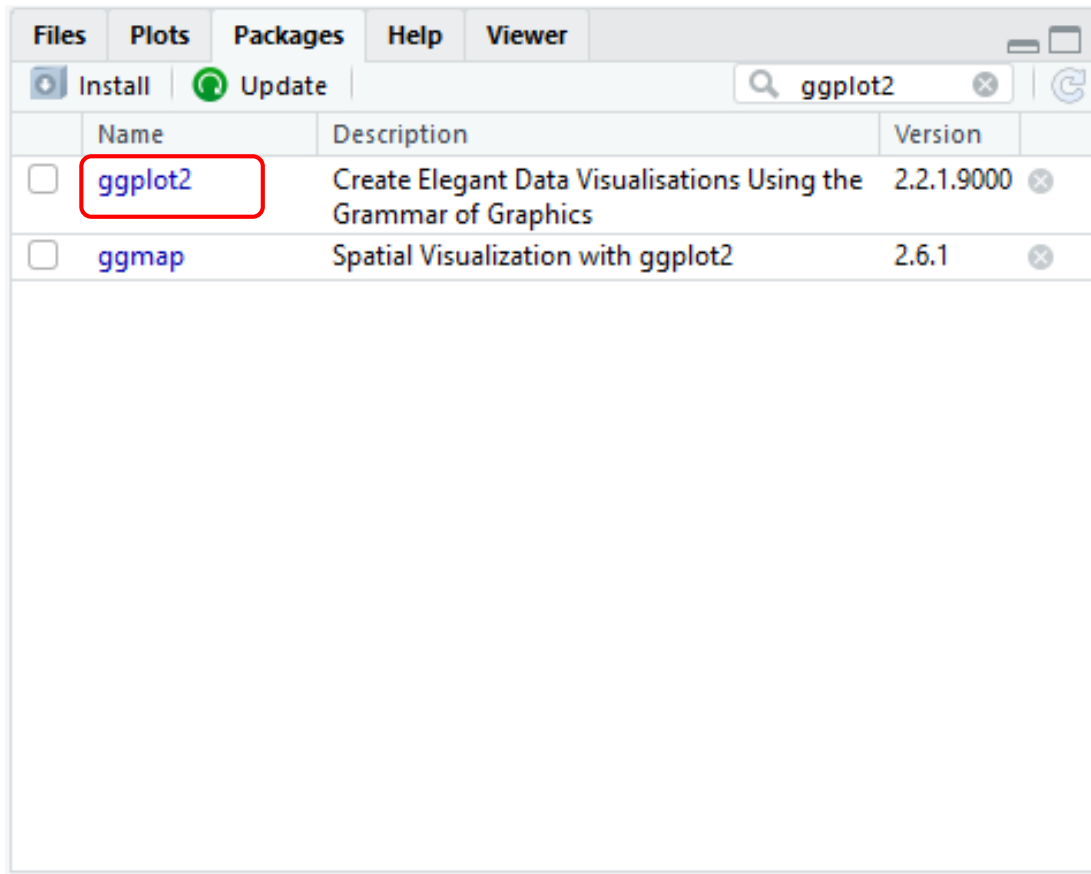 Files Plots Packages Help Viewer
Install Update ggplot2
Name Description Version
ggplot2 Create Elegant Data Visualisations Using the 2.2.1.9000
Grammar of Graphics
ggmap Spatial Visualization with ggplot2 2.6.1